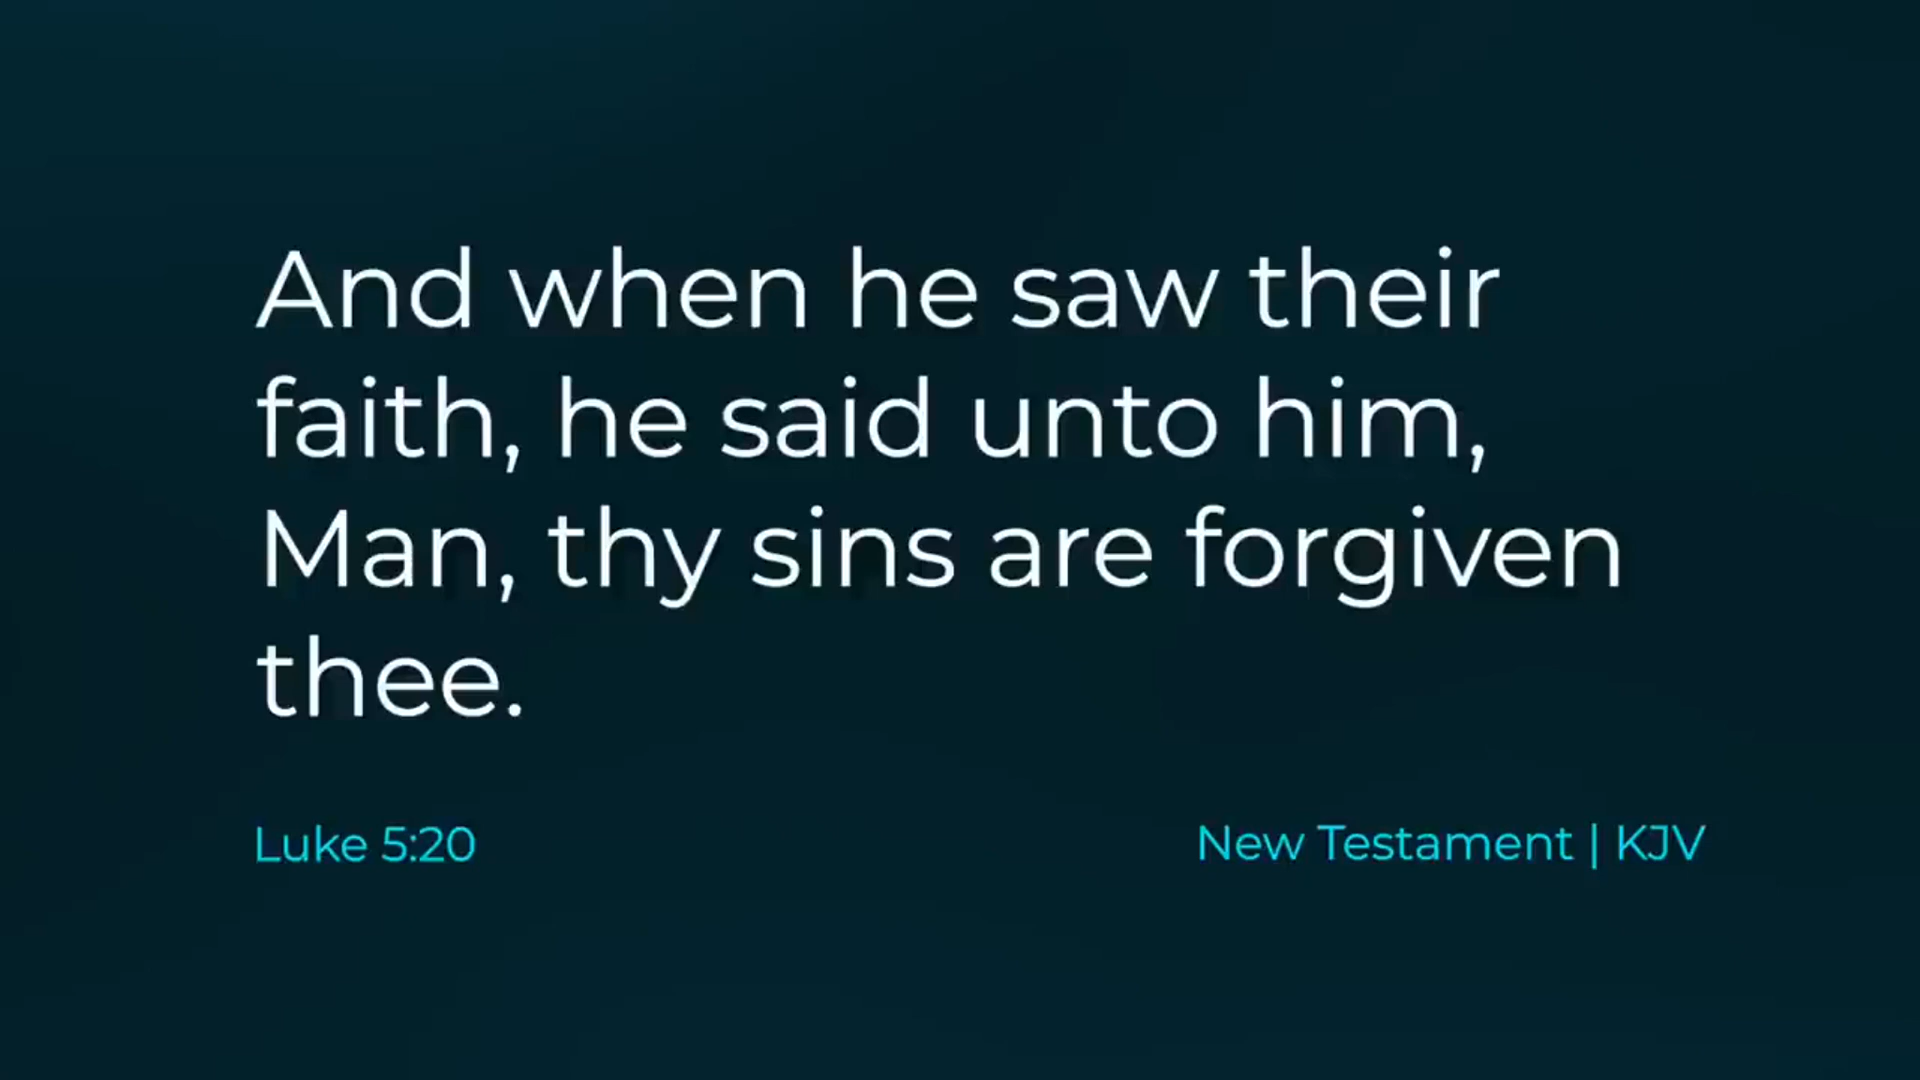 And when he saw their
faith, he said unto him,
Man, thy sins are forgiven
thee.
Luke 5:20
New Testament | KJV